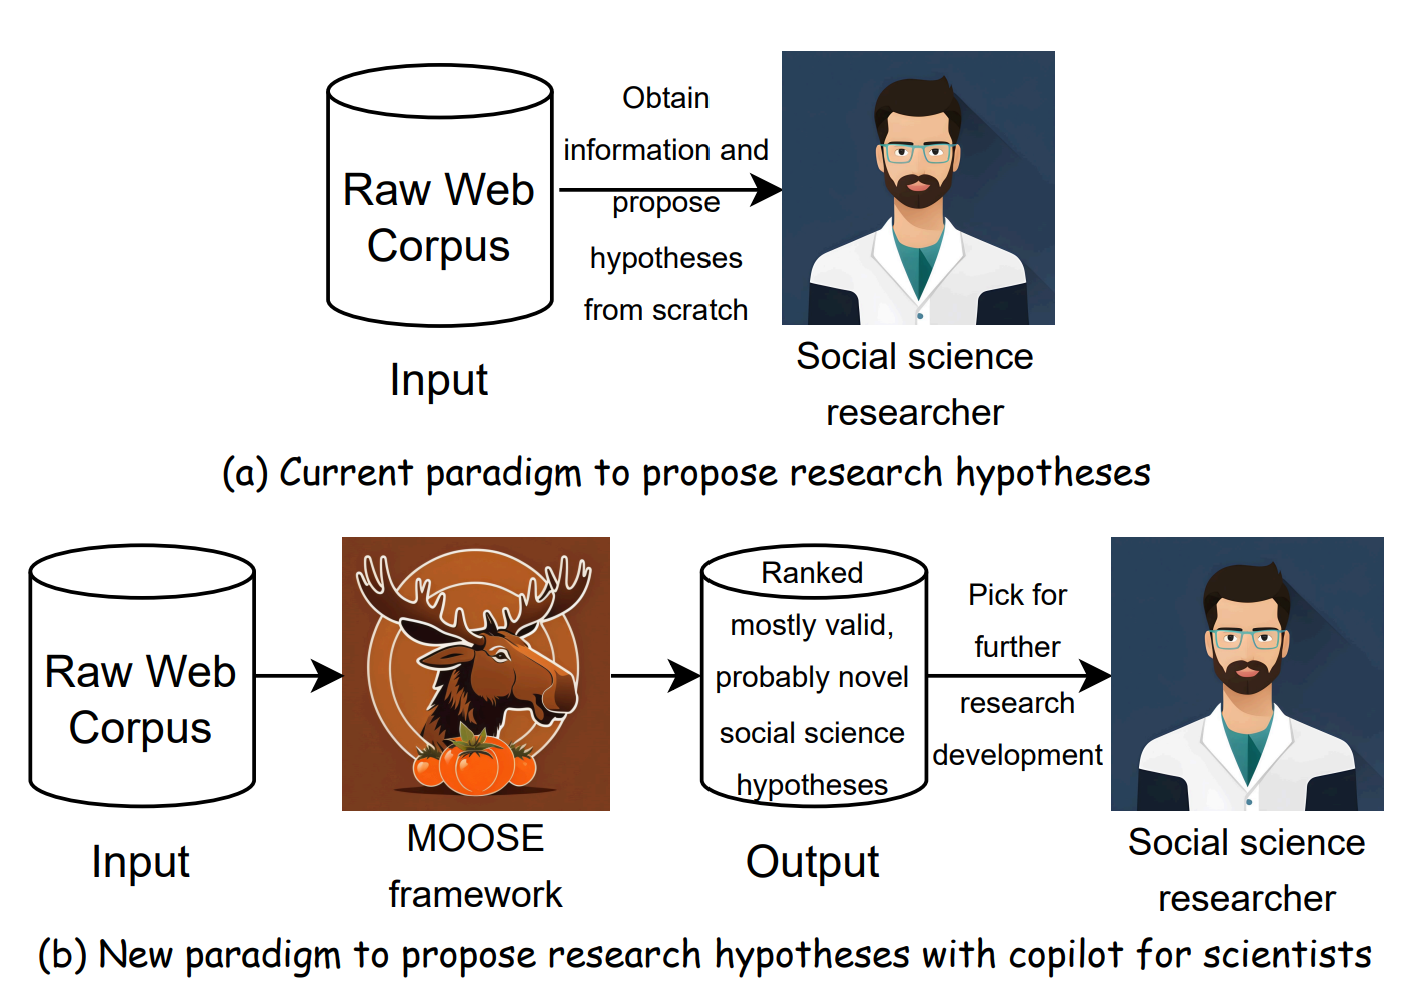 Obtain
information and
propose
hypotheses
from scratch
Raw Web
Corpus
Input
Social science
researcher
(a) Current paradigm to propose research hypotheses
Raw Web
Corpus
Input
MOOSE
framework
Ranked
mostly valid,
probably novel
social science
hypotheses
Output
Pick for
further
research
development
Social science
researcher
(b) New paradigm to propose research hypotheses with copilot for scientists